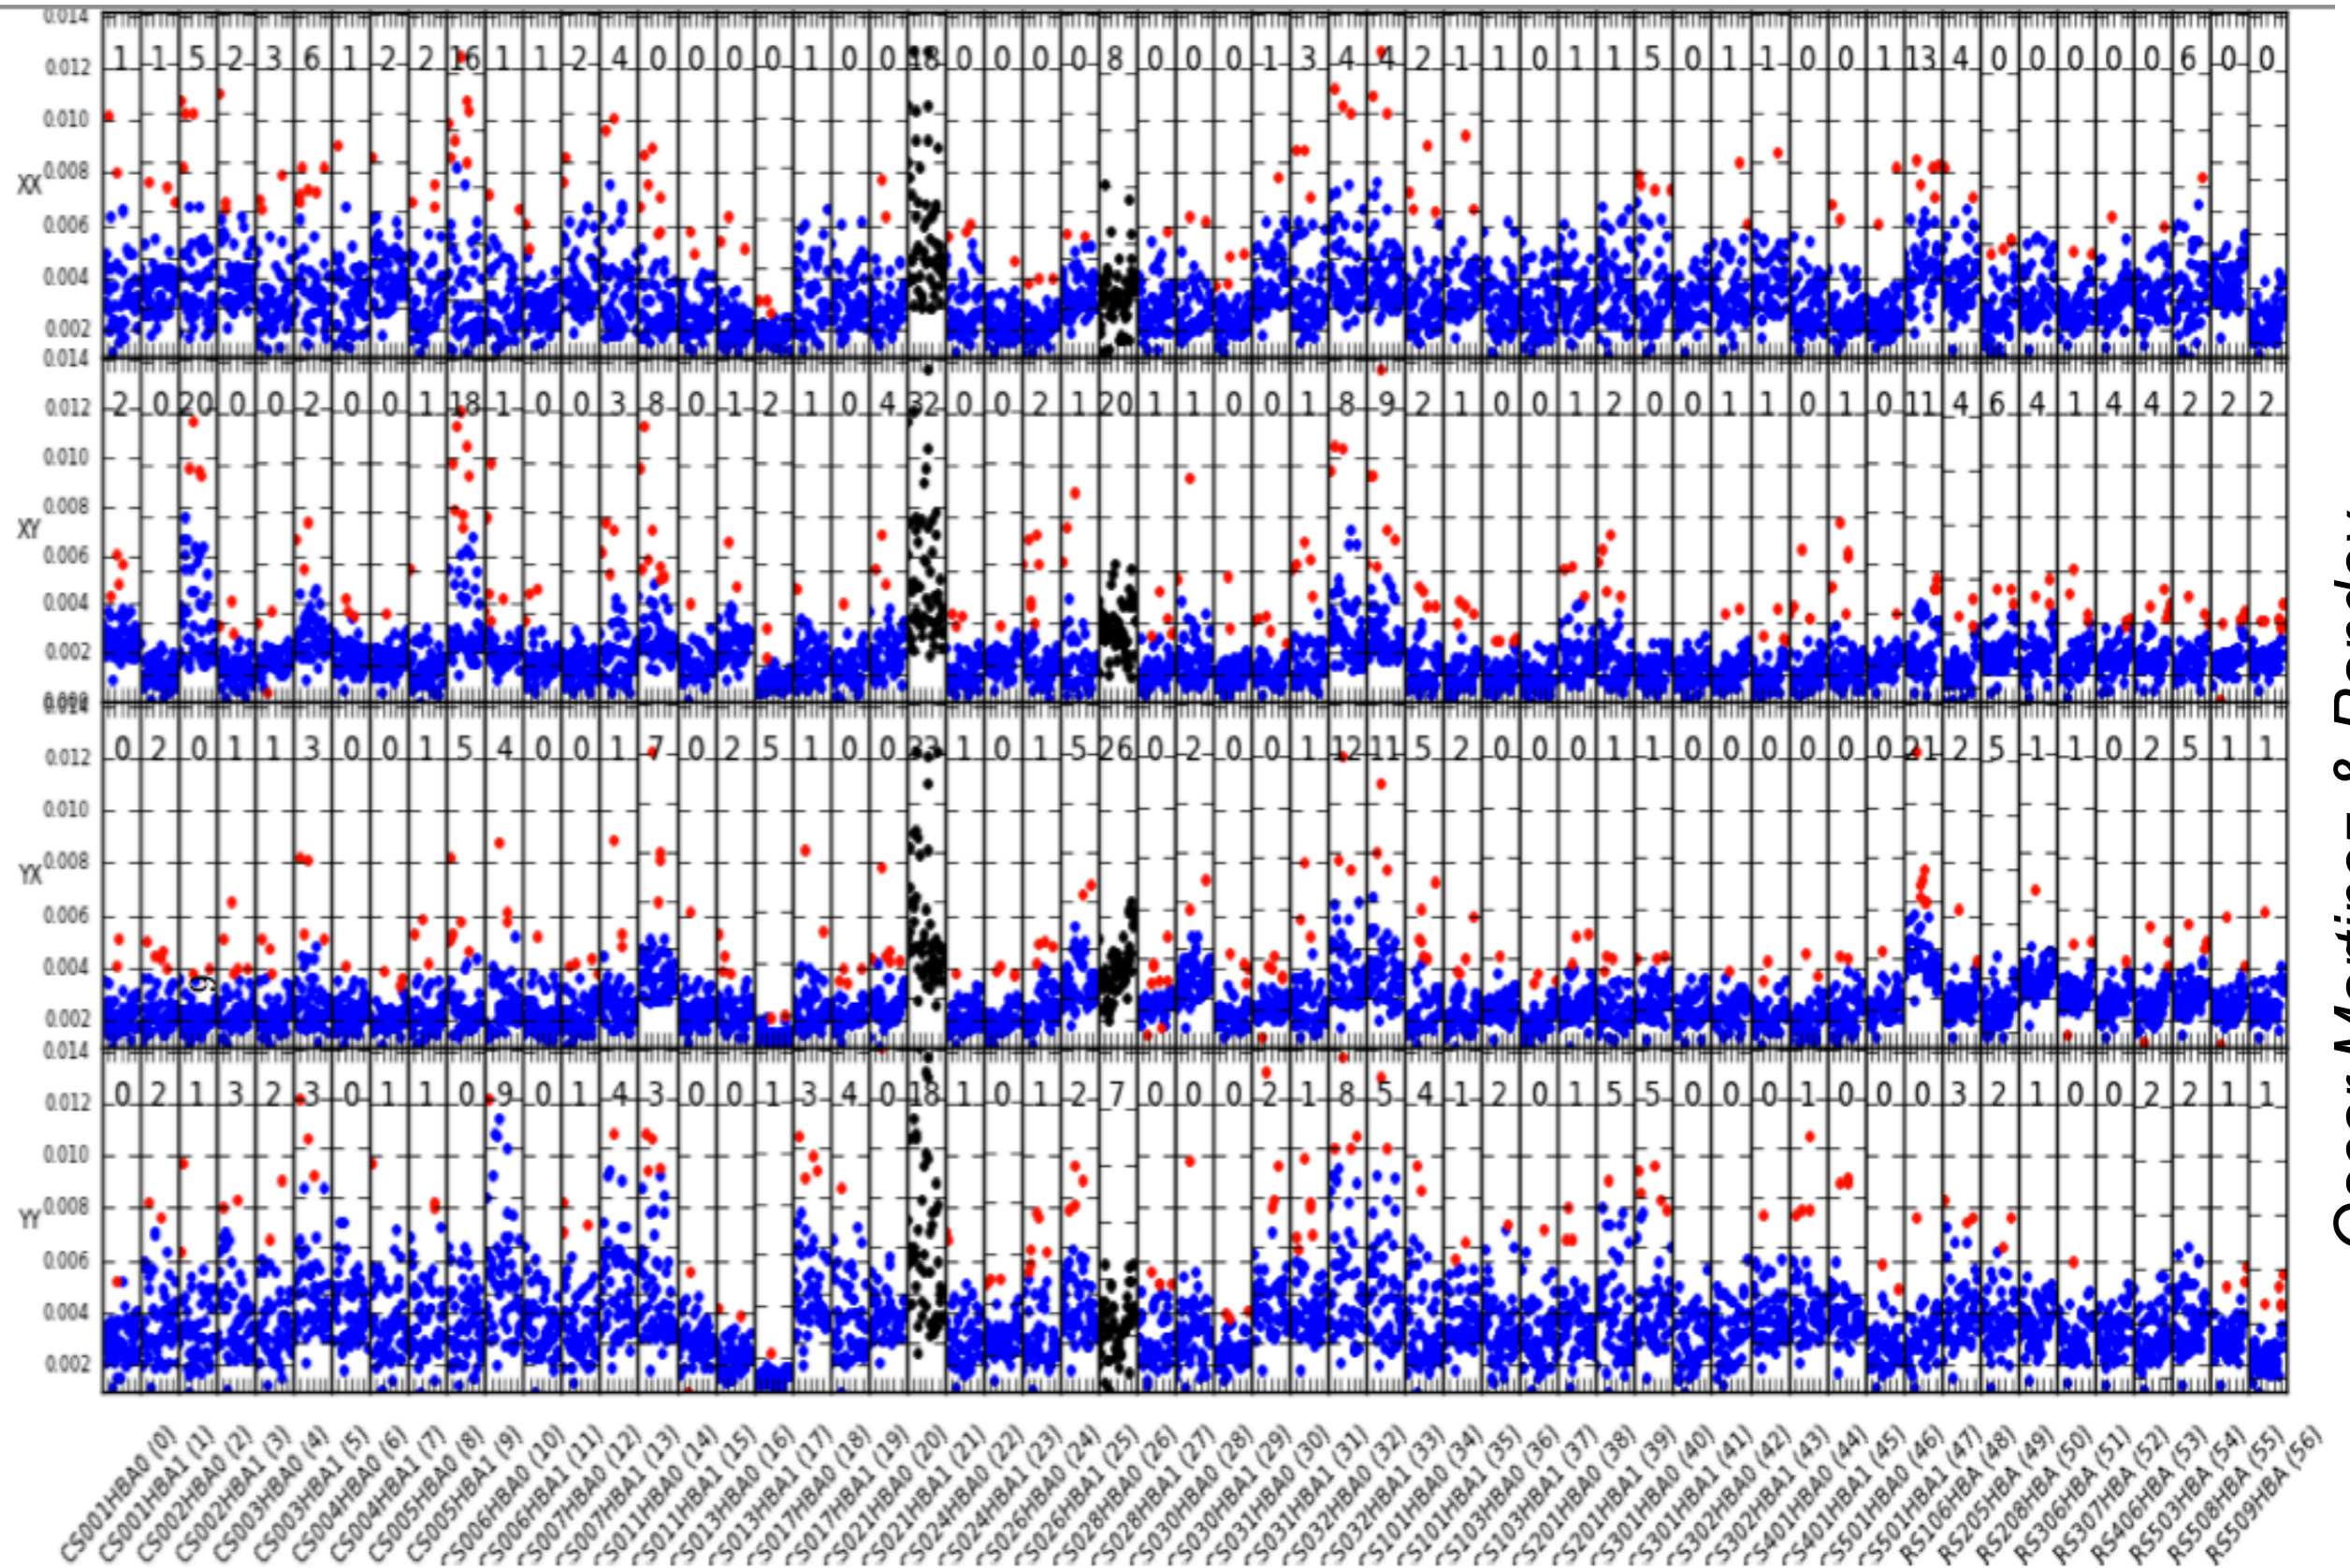 0.014
1 1 5 2 3 6 1 2 2 16 1 1 2 4 0 0 0 0 1 0 0 18 0 0 0 0 8 0 0 0 1 3 4 4 2 1 1 0 1 1 5 0 1 1 0 0 1 13 4 0 0 0 0 0 6 0 0
0.012
0.010
0.008
XX
0.006
0.004
0.002
0.014
2 0 20 0 0 2 0 0 1 18 1 0 0 3 8 0 1 2 1 0 4 32 0 0 2 1 20 1 1 0 0 1 8 9 2 1 0 0 1 2 0 0 1 1 0 1 0 11 4 6 4 1 4 4 2 2 2
0.012
0.010
0.008
XY
0.006
0.004
0.002
0.014
0 2 0 1 1 3 0 0 1 5 4 0 0 1 7 0 2 5 1 0 0 23 1 0 1 5 26 0 2 0 0 1 12 11 5 2 0 0 0 1 1 0 0 0 0 0 0 21 2 5 1 1 0 2 5 1 1
0.012
0.010
0.008
YX
0.006
0.004
9
0.002
0.014
0 2 1 3 2 3 0 1 1 0 9 0 1 4 3 0 0 1 3 4 0 18 1 0 1 2 7 0 0 0 2 1 8 5 4 1 2 0 1 5 5 0 0 0 1 0 0 0 3 2 1 0 0 2 2 1 1
0.012
0.010
0.008
YY
0.006
0.004
0.002
CS001HBA0 (0)
CS001HBA1 (1)
CS002HBA0 (2)
CS002HBA1 (3)
CS003HBA0 (4)
CS003HBA1 (5)
CS004HBA0 (6)
CS004HBA1 (7)
CS005HBA0 (8)
CS005HBA1 (9)
CS006HBA0 (10)
CS006HBA1 (11)
CS007HBA0 (12)
CS007HBA1 (13)
CS011HBA0 (14)
CS011HBA1 (15)
CS013HBA0 (16)
CS013HBA1 (17)
CS017HBA0 (18)
CS017HBA1 (19)
CS021HBA0 (20)
CS021HBA1 (21)
CS024HBA0 (22)
CS024HBA1 (23)
CS026HBA0 (24)
CS026HBA1 (25)
CS028HBA0 (26)
CS028HBA1 (27)
CS030HBA0 (28)
CS030HBA1 (29)
CS031HBA0 (30)
CS031HBA1 (31)
CS032HBA0 (32)
CS032HBA1 (33)
CS101HBA0 (34)
CS101HBA1 (35)
CS103HBA0 (36)
CS103HBA1 (37)
CS201HBA0 (38)
CS201HBA1 (39)
CS301HBA0 (40)
CS301HBA1 (41)
CS302HBA0 (42)
CS302HBA1 (43)
CS401HBA0 (44)
CS401HBA1 (45)
CS501HBA0 (46)
CS501HBA1 (47)
RS106HBA (48)
RS205HBA (49)
RS208HBA (50)
RS306HBA (51)
RS307HBA (52)
RS406HBA (53)
RS503HBA (54)
RS508HBA (55)
RS509HBA (56)